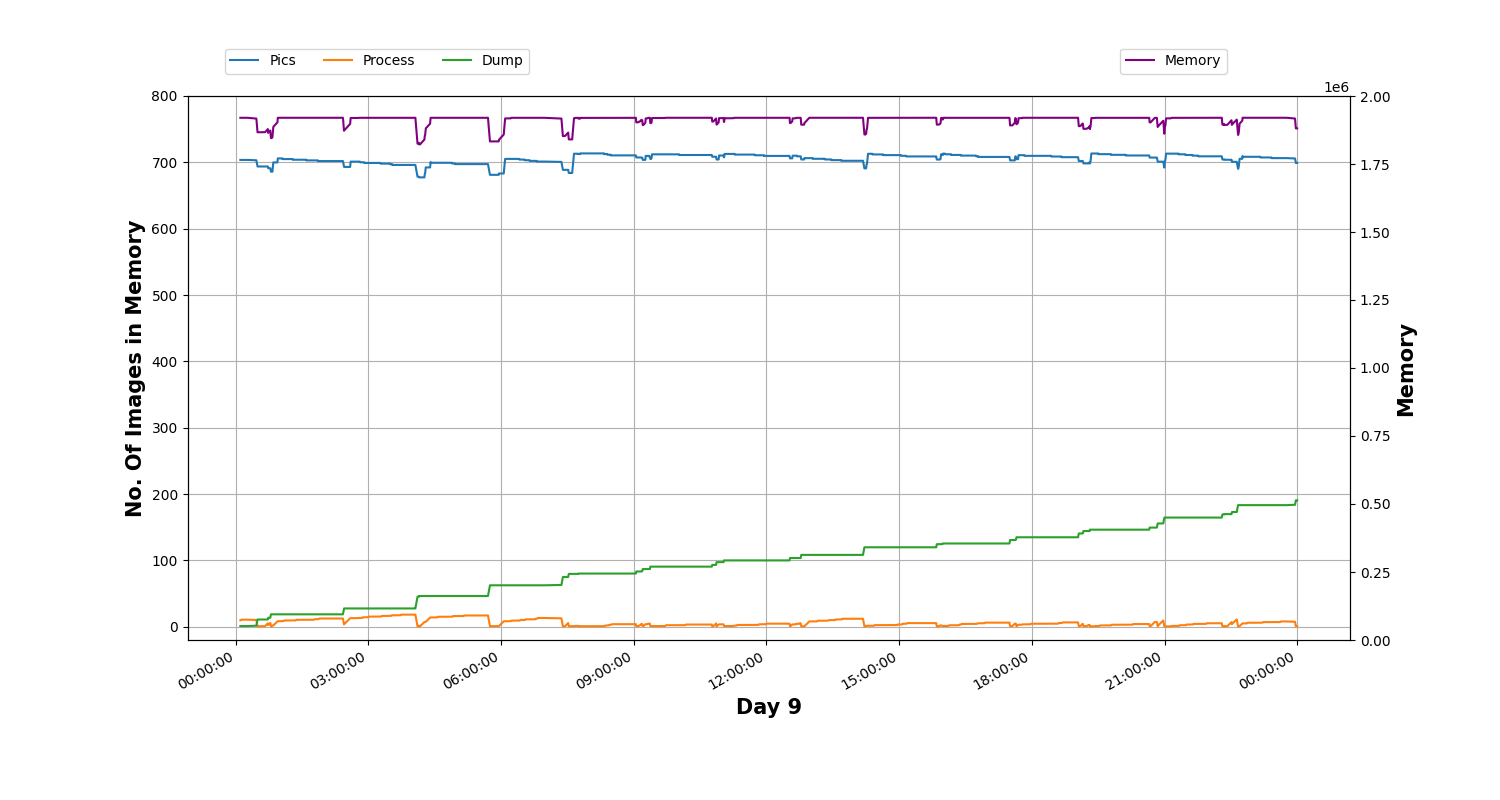 Pics Process Dump Memory
1e6
800 2.00
700 1.75
600 1.50
500 1.25
400 1.00
300 0.75
200 0.50
100 0.25
0 0.00
No. Of Images in Memory
Memory
00:00:00 03:00:00 06:00:00 09:00:00 12:00:00 15:00:00 18:00:00 21:00:00 00:00:00
Day 9